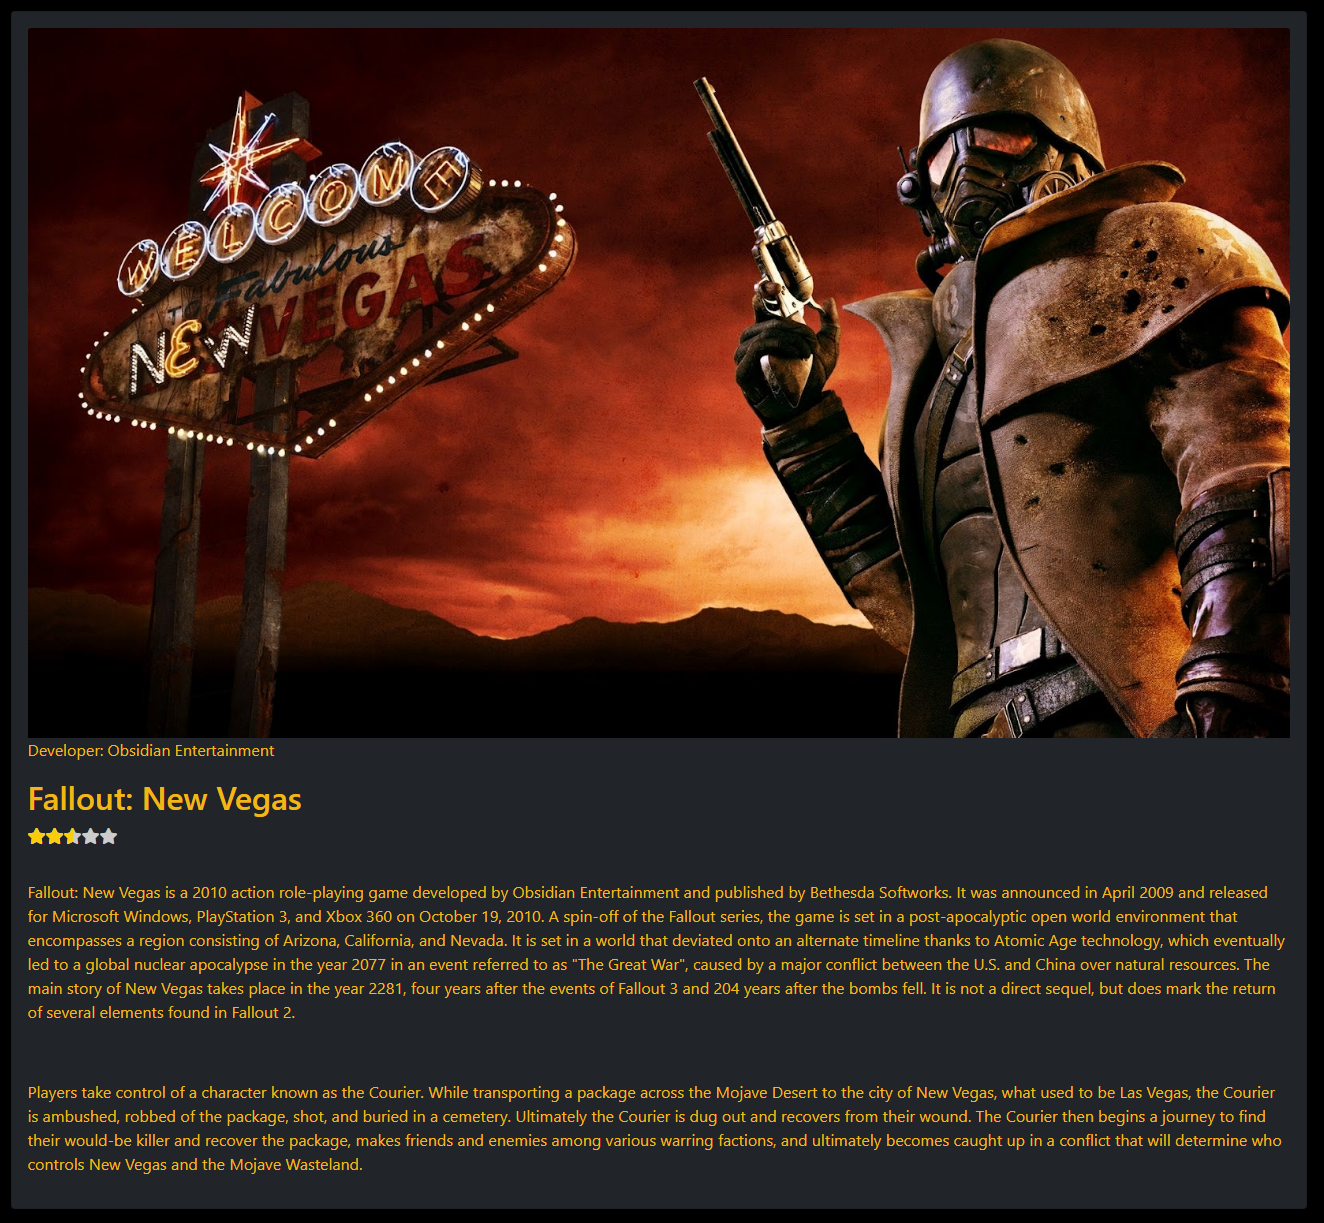 WELCOME
TO Fabulous
NEW VEGAS
Developer: Obsidian Entertainment
Fallout: New Vegas
Fallout: New Vegas is a 2010 action role-playing game developed by Obsidian Entertainment and published by Bethesda Softworks. It was announced in April 2009 and released
for Microsoft Windows, PlayStation 3, and Xbox 360 on October 19, 2010. A spin-off of the Fallout series, the game is set in a post-apocalyptic open world environment that
encompasses a region consisting of Arizona, California, and Nevada. It is set in a world that deviated onto an alternate timeline thanks to Atomic Age technology, which eventually
led to a global nuclear apocalypse in the year 2077 in an event referred to as "The Great War", caused by a major conflict between the U.S. and China over natural resources. The
main story of New Vegas takes place in the year 2281, four years after the events of Fallout 3 and 204 years after the bombs fell. It is not a direct sequel, but does mark the return
of several elements found in Fallout 2.
Players take control of a character known as the Courier. While transporting a package across the Mojave Desert to the city of New Vegas, what used to be Las Vegas, the Courier
is ambushed, robbed of the package, shot, and buried in a cemetery. Ultimately the Courier is dug out and recovers from their wound. The Courier then begins a journey to find
their would-be killer and recover the package, makes friends and enemies among various warring factions, and ultimately becomes caught up in a conflict that will determine who
controls New Vegas and the Mojave Wasteland.